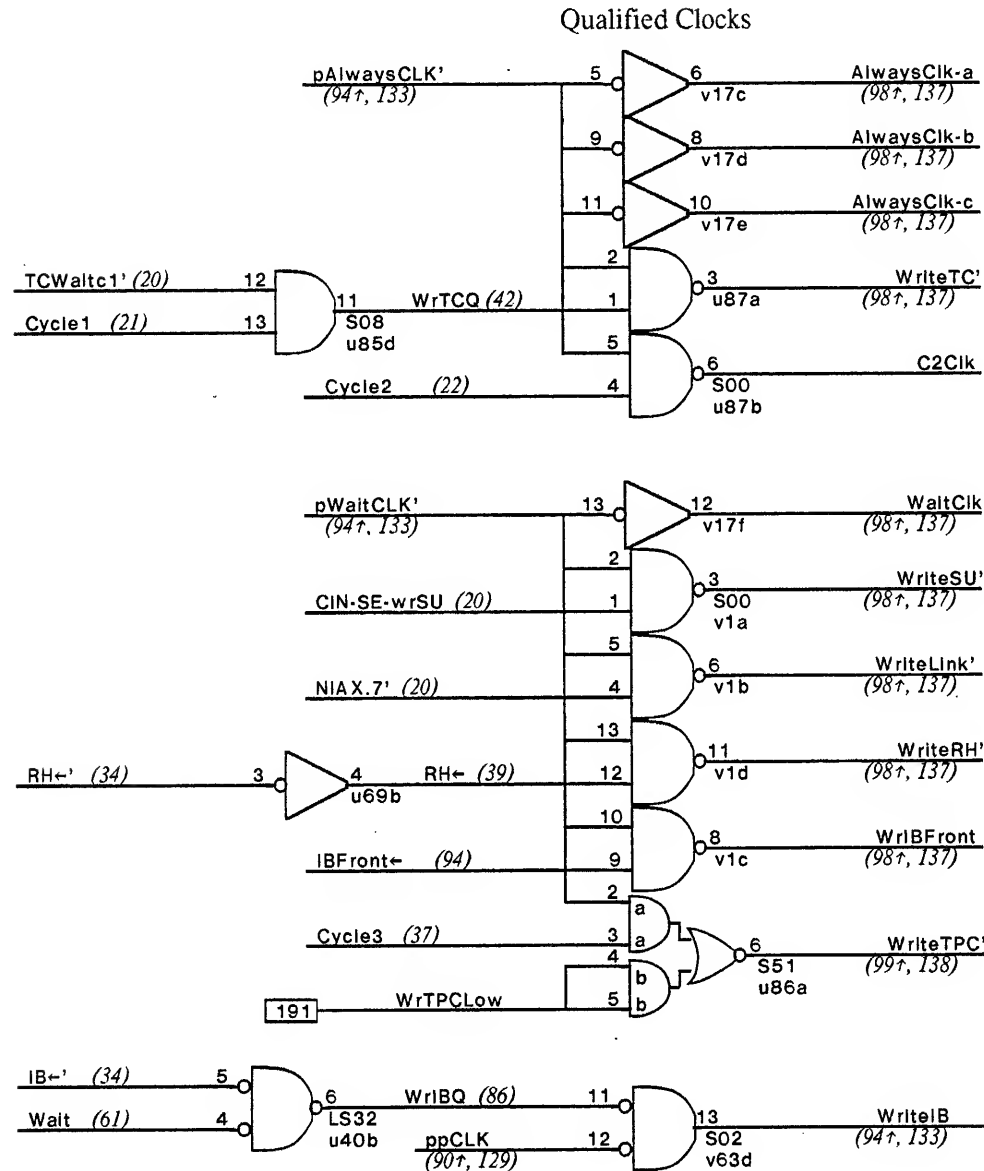 Qualified Clocks
pAlwaysCLK'
(94↑, 133)
5
6
v17c
AlwaysClk-a
(98↑, 137)
9
8
v17d
AlwaysClk-b
(98↑, 137)
11
10
v17e
AlwaysClk-c
(98↑, 137)
2
1
3
u87a
WriteTC'
(98↑, 137)
TCWaitc1' (20)
12
Cycle1 (21)
13
11
S08
u85d
WrTCQ (42)
5
4
6
S00
u87b
C2Clk
Cycle2 (22)
pWaitCLK'
(94↑, 133)
13
12
v17f
WaitClk
(98↑, 137)
2
1
3
S00
v1a
WriteSU'
(98↑, 137)
CIN-SE-wrSU (20)
5
4
6
v1b
WriteLink'
(98↑, 137)
NIAX.7' (20)
13
12
11
v1d
WriteRH'
(98↑, 137)
RH←' (34)
3
4
u69b
RH← (39)
10
9
8
v1c
WrIBFront
(98↑, 137)
IBFront← (94)
2
a
3
a
Cycle3 (37)
4
b
5
b
6
S51
u86a
WriteTPC'
(99↑, 138)
191
WrTPCLow
IB←' (34)
5
Wait (61)
4
6
LS32
u40b
WrIBQ (86)
11
ppCLK
(90↑, 129)
12
13
S02
v63d
WriteIB
(94↑, 133)